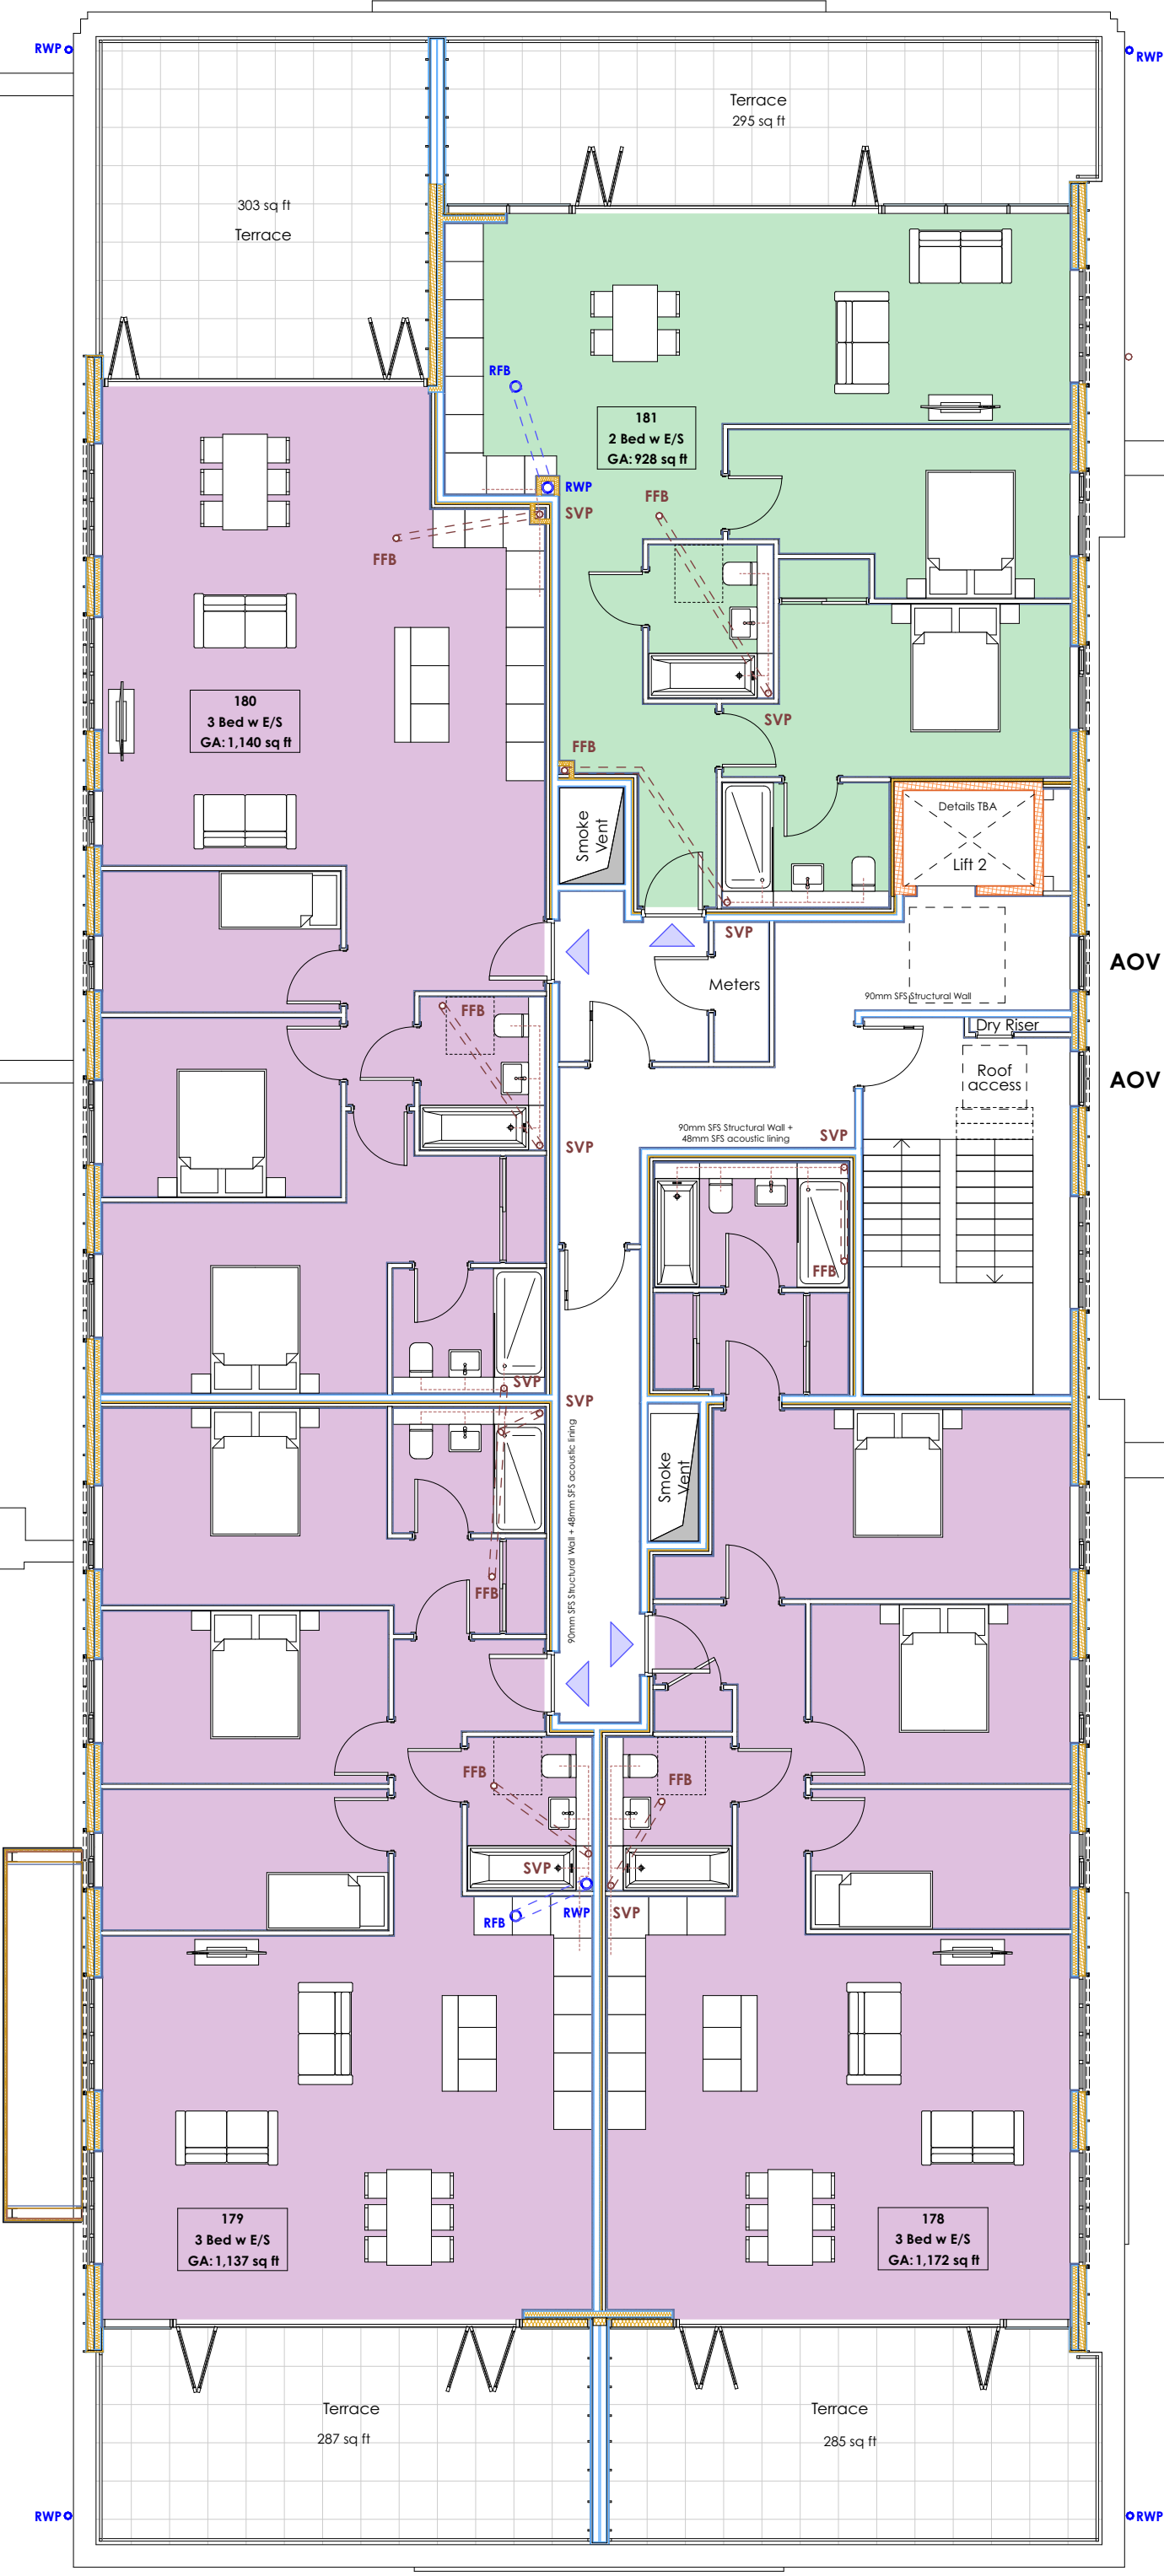 RWP
RWP
Terrace
295 sq ft
303 sq ft
Terrace
RFB
181
2 Bed w E/S
GA: 928 sq ft
RWP
FFB
SVP
FFB
180
3 Bed w E/S
GA: 1,140 sq ft
SVP
FFB
Smoke
Vent
Details TBA
Lift 2
SVP
AOV
Meters
90mm SFS Structural Wall
FFB
Dry Riser
Roof
access
AOV
90mm SFS Structural Wall +
48mm SFS acoustic lining
SVP
SVP
FFB
SVP
SVP
90mm SFS Structural Wall + 48mm SFS acoustic lining
Smoke
Vent
FFB
FFB
FFB
SVP
RFB
RWP
SVP
179
3 Bed w E/S
GA: 1,137 sq ft
178
3 Bed w E/S
GA: 1,172 sq ft
Terrace
287 sq ft
Terrace
285 sq ft
RWP
RWP